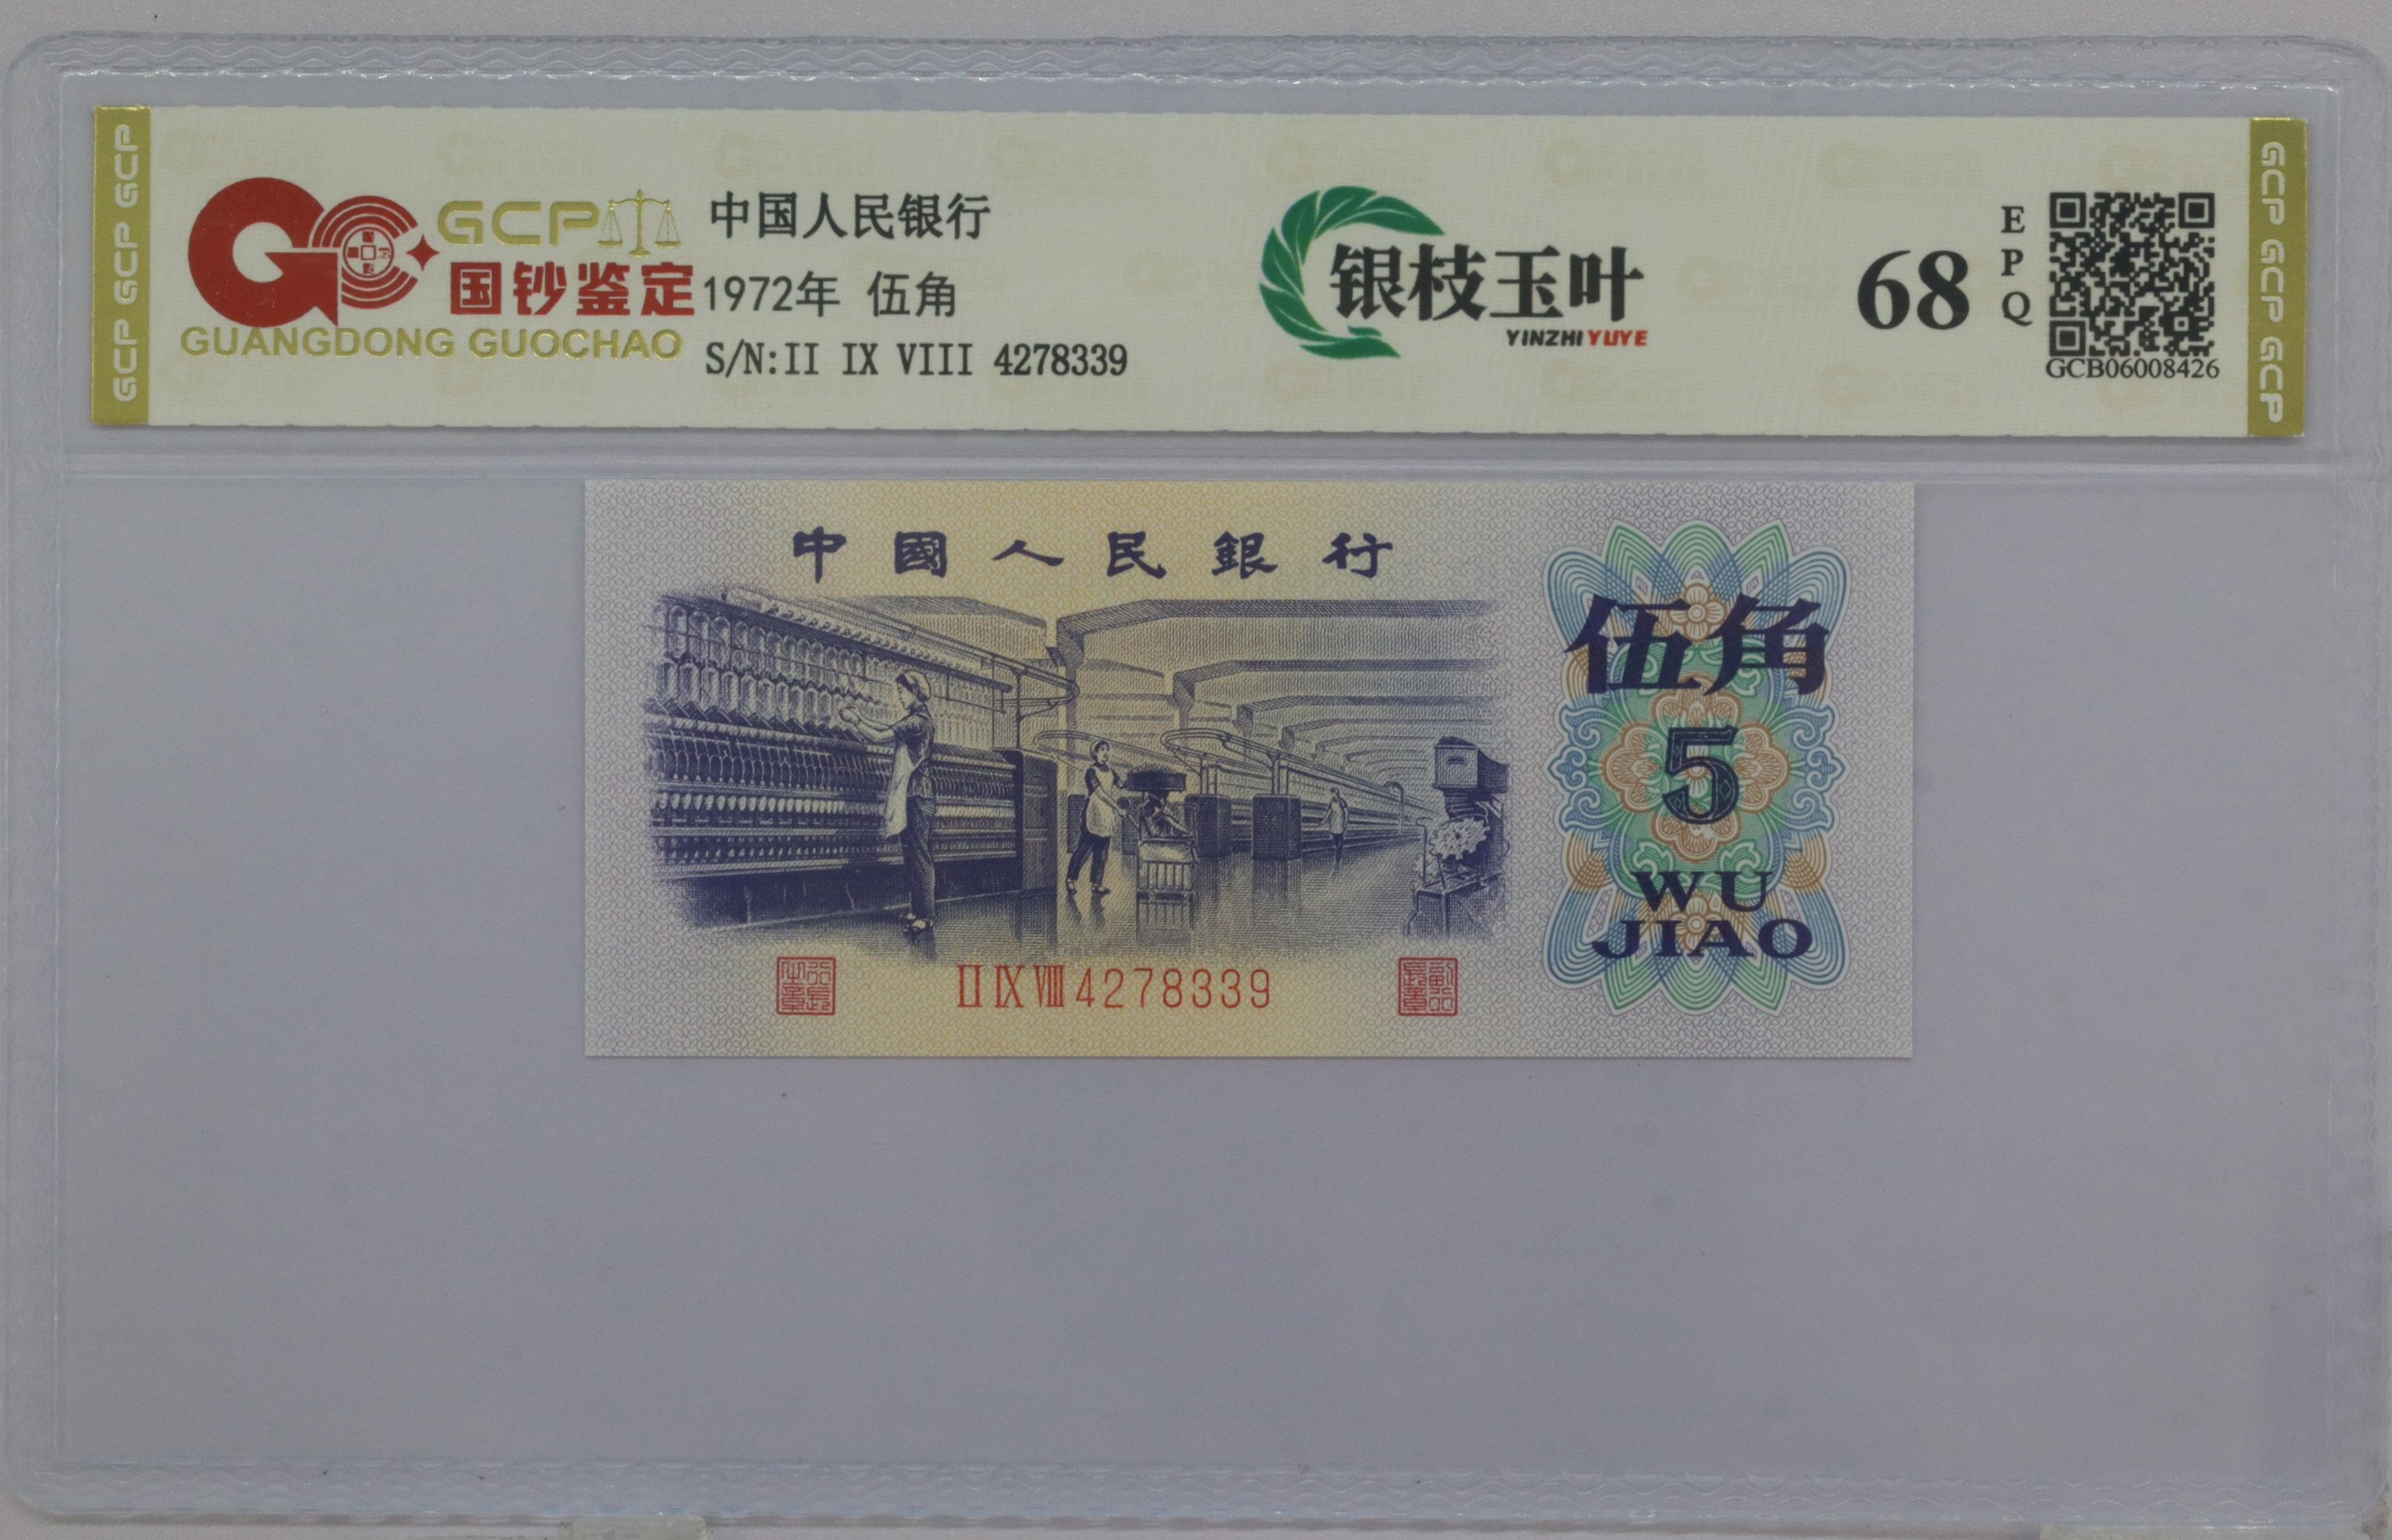 GCP GCP GCP
GCP
国钞鉴定
GUANGDONG GUOCHAO
中国人民银行
1972年 伍角
S/N:II IX VIII 4278339
银枝玉叶
YINZHI YUYE
68
EPQ
GCB06008426
GCP GCP GCP
中國人民銀行
伍角
5
WU
JIAO
II IX VIII 4278339